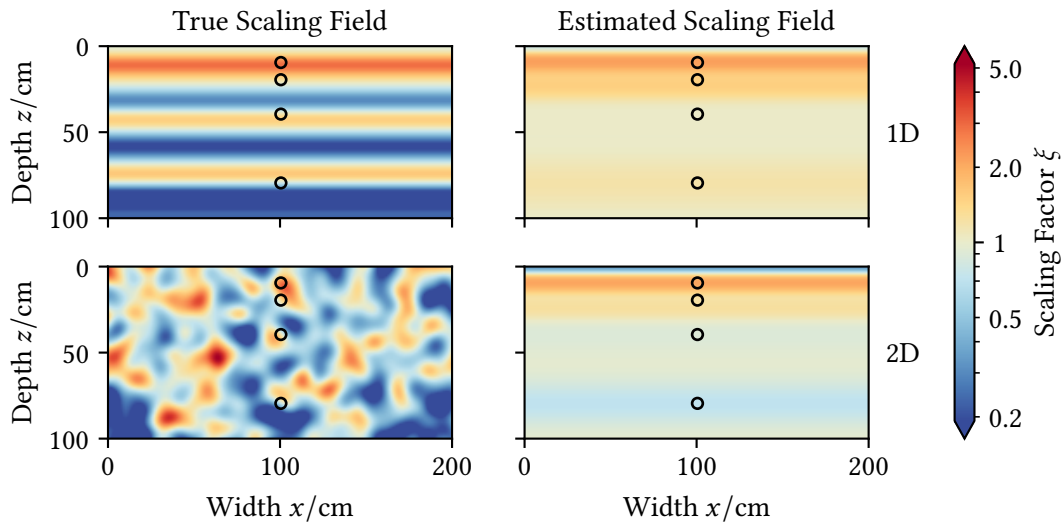 True Scaling Field
Estimated Scaling Field
0
50
100
Depth z/cm
1D
0
50
100
Depth z/cm
2D
0
100
200
0
100
200
Width x/cm
Width x/cm
5.0
2.0
1
0.5
0.2
Scaling Factor ξ